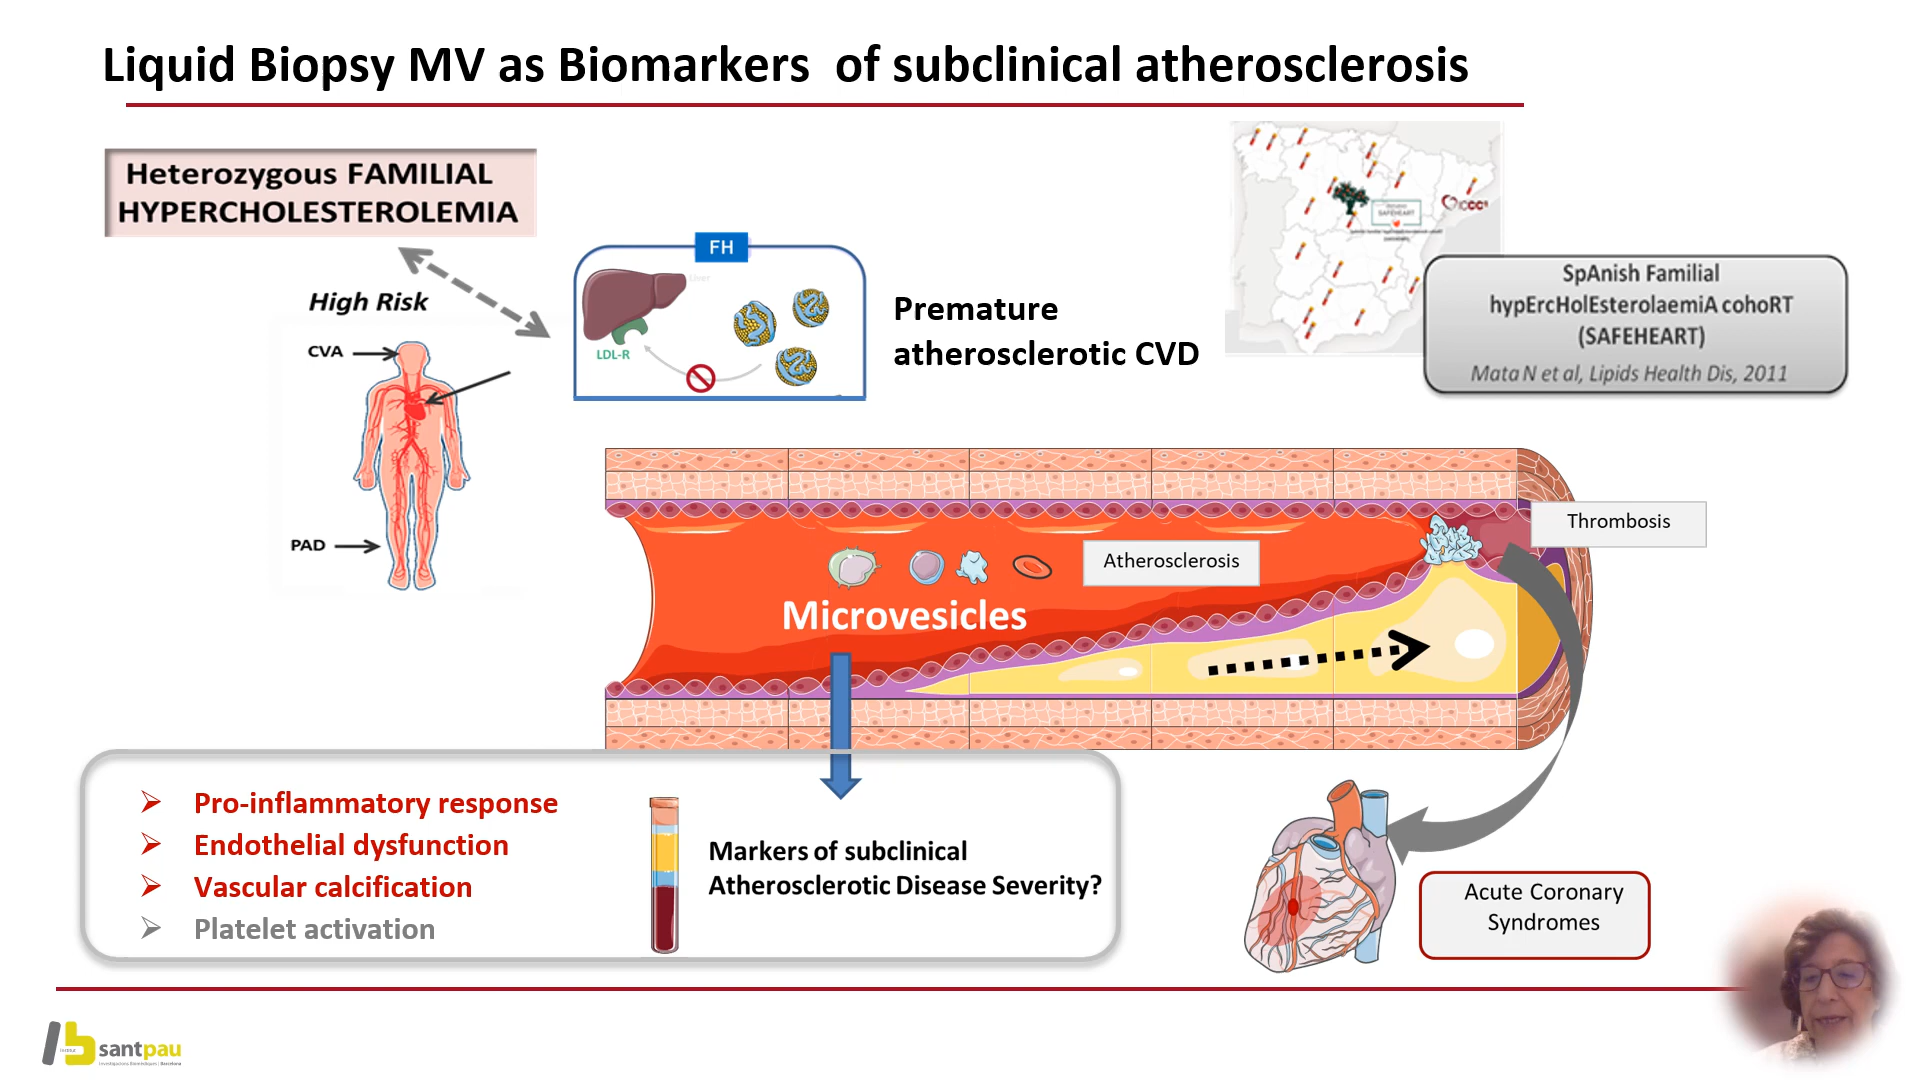 Liquid Biopsy MV as Biomarkers of subclinical atherosclerosis
Heterozygous FAMILIAL
HYPERCHOLESTEROLEMIA
High Risk
CVA
PAD
FH
Liver
LDL-R
Premature
atherosclerotic CVD
SAFEHEART
SpAnish Familial
hypErcHolEsterolaemiA cohoRT
(SAFEHEART)
Mata N et al, Lipids Health Dis, 2011
Thrombosis
Atherosclerosis
Microvesicles
Pro-inflammatory response
Endothelial dysfunction
Vascular calcification
Platelet activation
Markers of subclinical
Atherosclerotic Disease Severity?
Acute Coronary
Syndromes
santpau